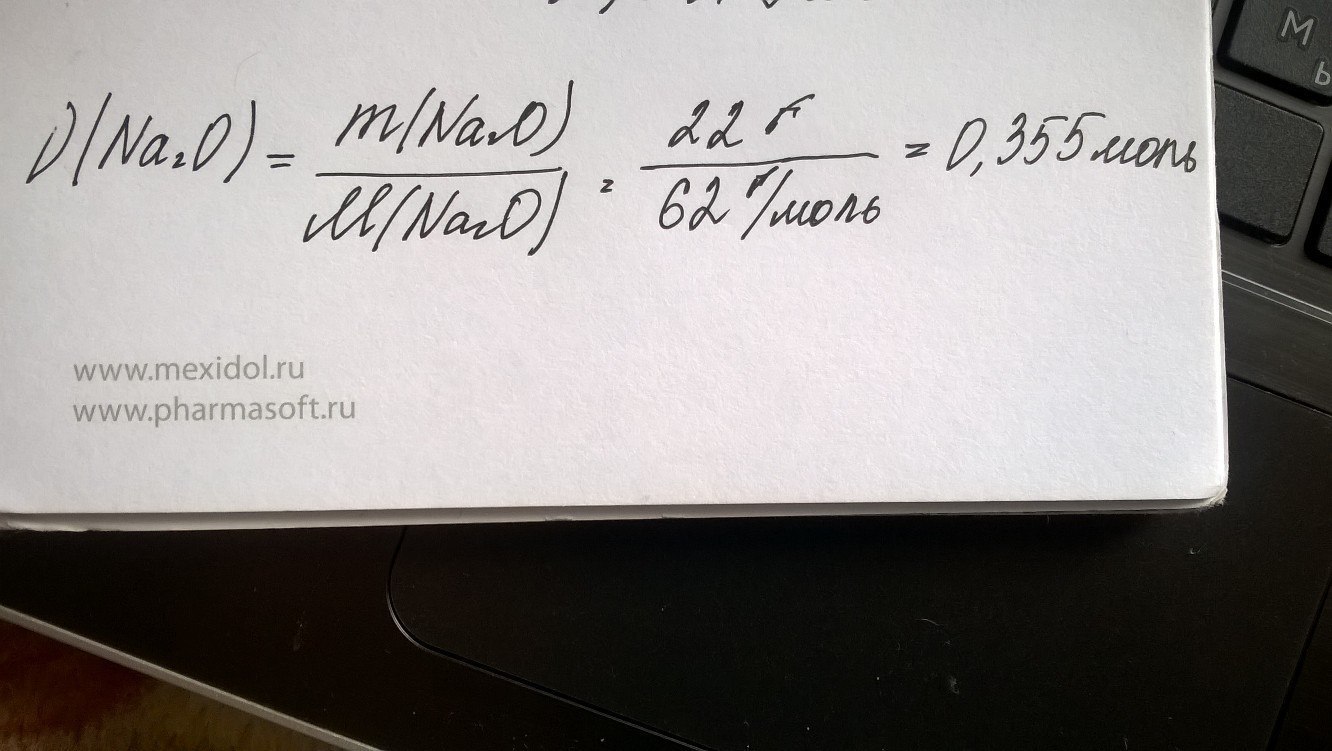 ν(Na₂O) = m(Na₂O) / M(Na₂O) = 22 г / 62 г/моль = 0,355 моль
www.mexidol.ru
www.pharmasoft.ru
М
Ь